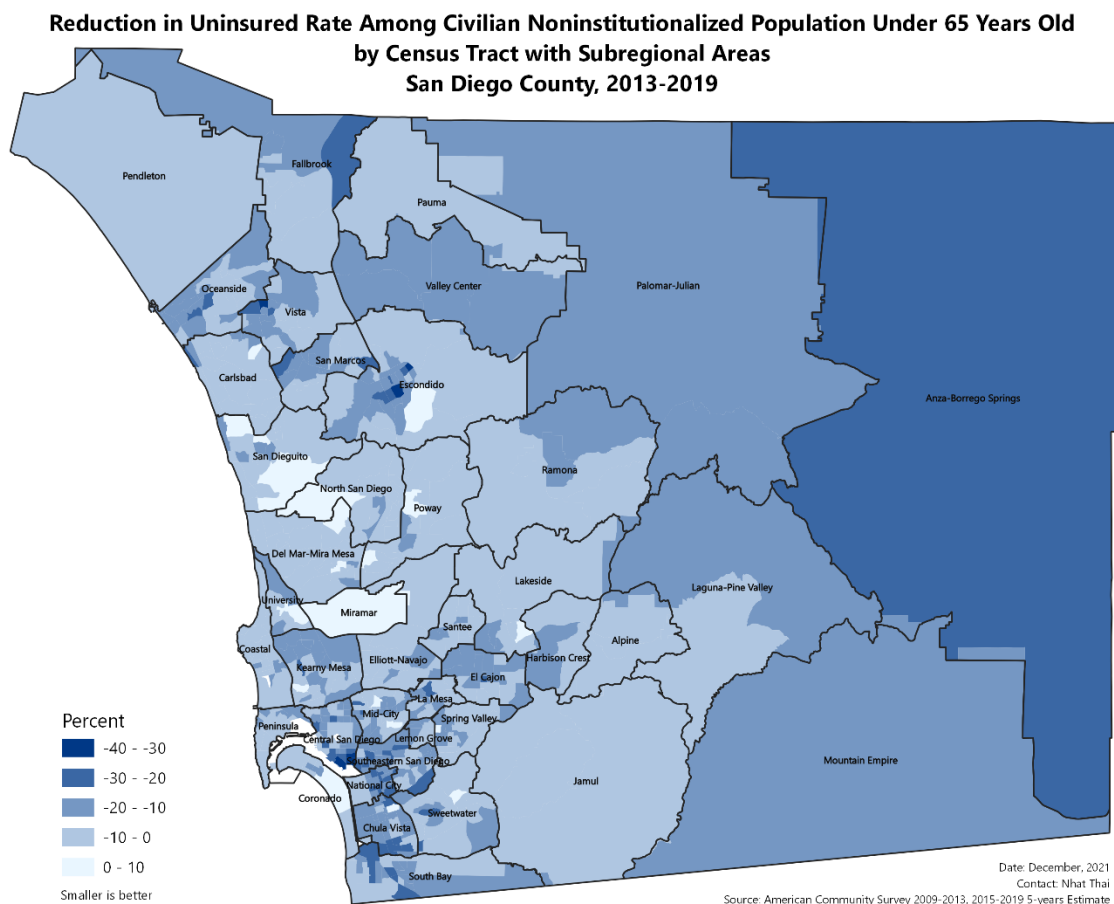 Reduction in Uninsured Rate Among Civilian Noninstitutionalized Population Under 65 Years Old
by Census Tract with Subregional Areas
San Diego County, 2013-2019
Pendleton
Fallbrook
Pauma
Oceanside
Vista
Valley Center
Palomar-Julian
Carlsbad
San Marcos
Escondido
Anza-Borrego Springs
San Dieguito
North San Diego
Poway
Ramona
Del Mar-Mira Mesa
Lakeside
University
Miramar
Laguna-Pine Valley
Coastal
Kearny Mesa
Elliott-Navajo
Santee
Harbison Crest
Alpine
El Cajon
La Mesa
Peninsula
Mid-City
Spring Valley
Central San Diego
Lemon Grove
Southeastern San Diego
Mountain Empire
Coronado
National City
Jamul
Chula Vista
Sweetwater
South Bay
Percent
-40 - -30
-30 - -20
-20 - -10
-10 - 0
0 - 10
Smaller is better
Date: December, 2021
Contact: Nhat Thai
Source: American Community Survey 2009-2013, 2015-2019 5-years Estimate